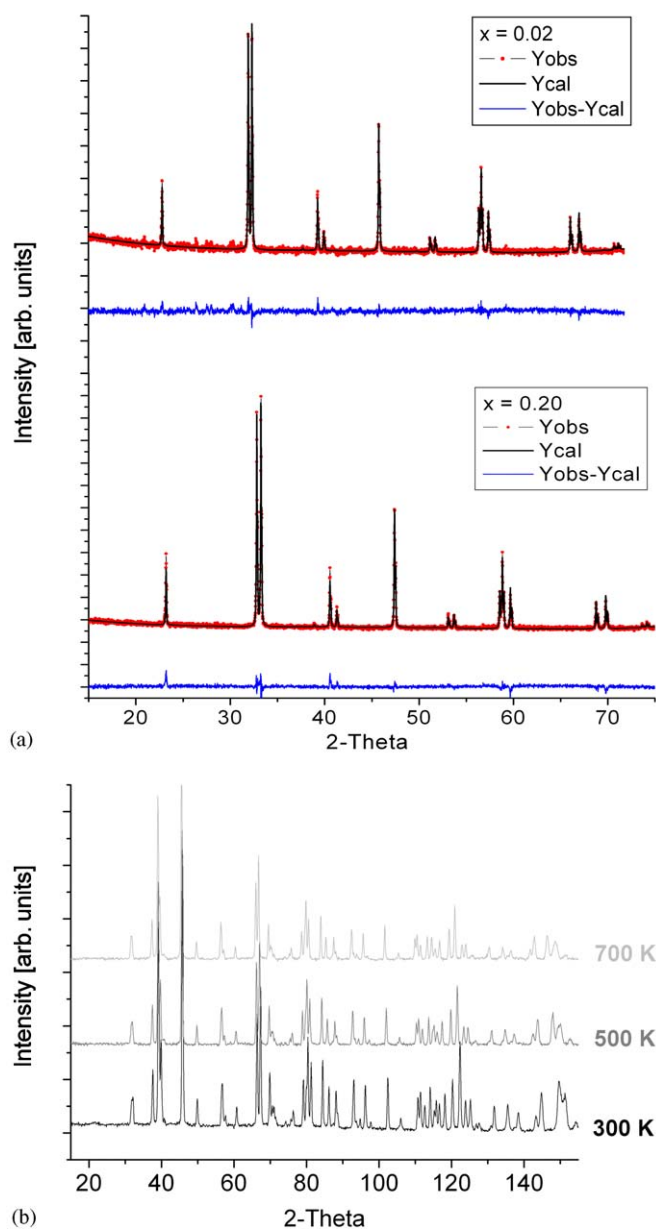 x = 0.02
Yobs
Ycal
Yobs-Ycal
Intensity [arb. units]
x = 0.20
Yobs
Ycal
Yobs-Ycal
20 30 40 50 60 70
2-Theta
(a)
Intensity [arb. units]
700 K
500 K
300 K
20 40 60 80 100 120 140
2-Theta
(b)